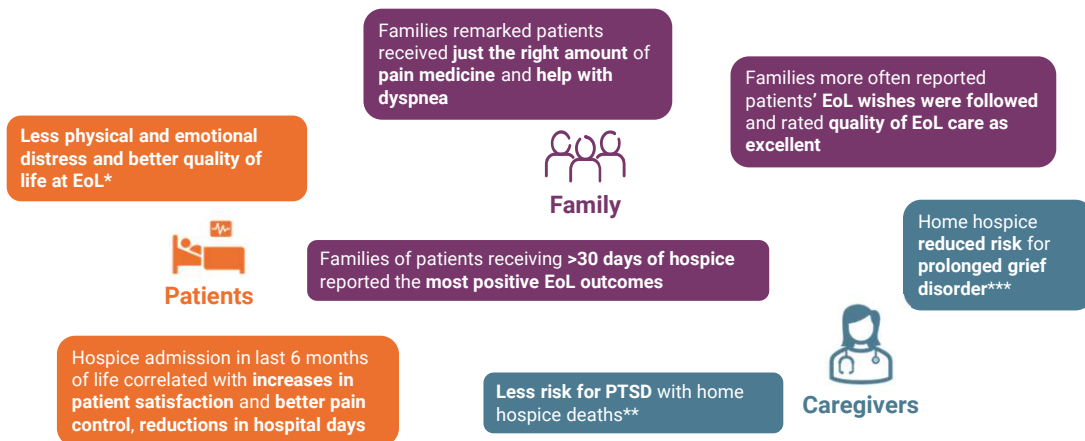 Families remarked patients
received just the right amount of
pain medicine and help with
dyspnea
Families more often reported
patients’ EoL wishes were followed
and rated quality of EoL care as
excellent
Less physical and emotional
distress and better quality of
life at EoL*
Family
Home hospice
reduced risk for
prolonged grief
disorder***
Families of patients receiving >30 days of hospice
reported the most positive EoL outcomes
Patients
Hospice admission in last 6 months
of life correlated with increases in
patient satisfaction and better pain
control, reductions in hospital days
Less risk for PTSD with home
hospice deaths**
Caregivers